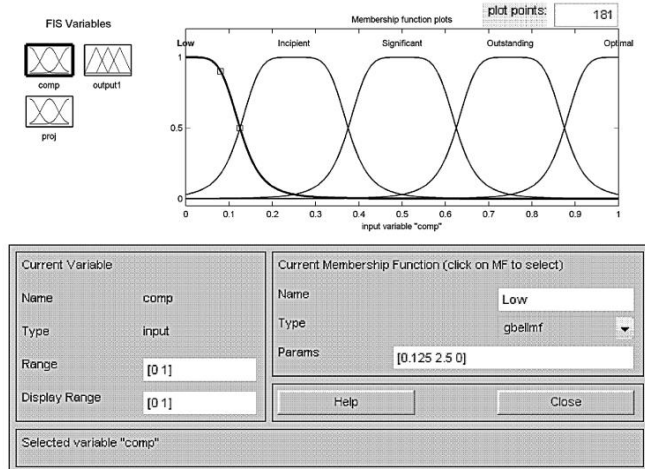 FIS Variables
Membership function plots
plot points:
181
Low
Incipient
Significant
Outstanding
Optimal
comp
output1
proj
1
0.5
0
0
0.1
0.2
0.3
0.4
0.5
0.6
0.7
0.8
0.9
1
input variable "comp"
Current Variable
Name
comp
Type
input
Range
[0 1]
Display Range
[0 1]
Current Membership Function (click on MF to select)
Name
Low
Type
gbellmf
Params
[0.125 2.5 0]
Help
Close
Selected variable "comp"